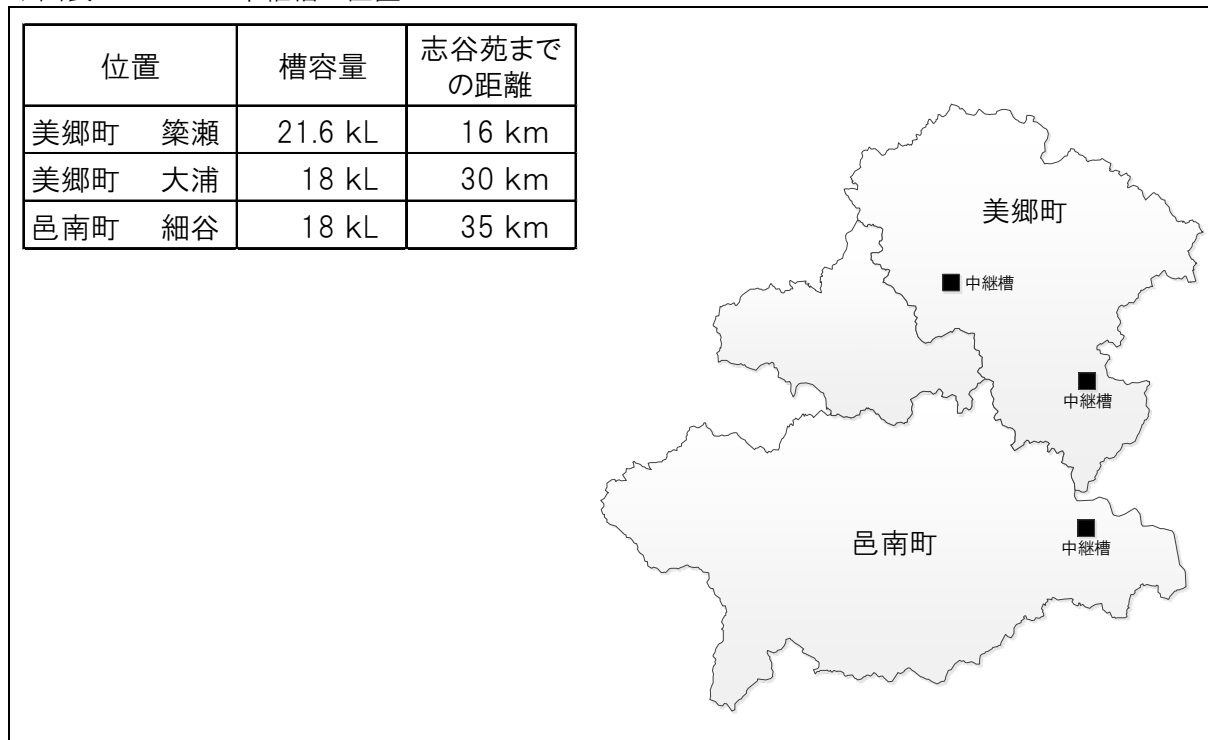 位置 槽容量 志谷苑まで
の距離
美郷町 簗瀬 21.6 kL 16 km
美郷町 大浦 18 kL 30 km
邑南町 細谷 18 kL 35 km
美郷町
中継槽
中継槽
邑南町
中継槽